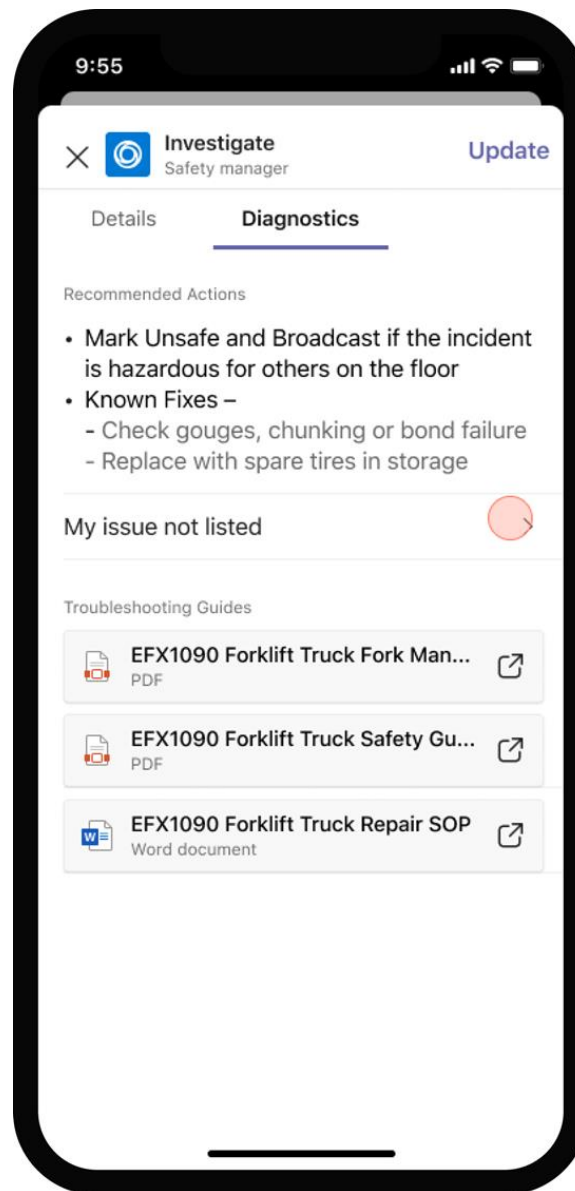 9:55
Investigate
Update
Safety manager
Details Diagnostics
Recommended Actions
• Mark Unsafe and Broadcast if the incident
is hazardous for others on the floor
• Known Fixes –
- Check gouges, chunking or bond failure
- Replace with spare tires in storage
My issue not listed
Troubleshooting Guides
EFX1090 Forklift Truck Fork Man...
PDF
EFX1090 Forklift Truck Safety Gu...
PDF
W
EFX1090 Forklift Truck Repair SOP
Word document